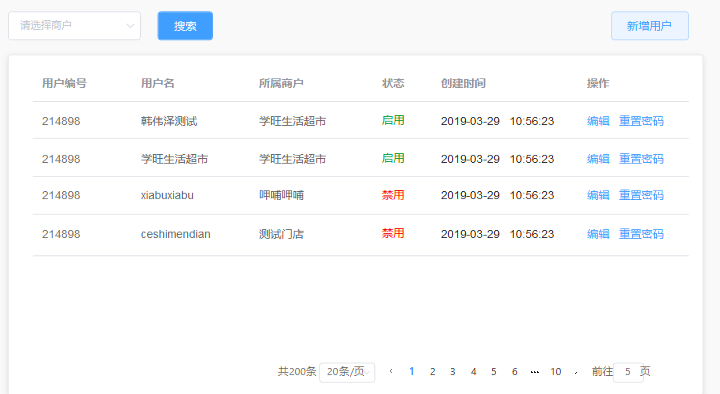 请选择商户 搜索 新增用户
用户编号 用户名 所属商户 状态 创建时间 操作
214898 韩伟泽测试 学旺生活超市 启用 2019-03-29 10:56:23 编辑 重置密码
214898 学旺生活超市 学旺生活超市 启用 2019-03-29 10:56:23 编辑 重置密码
214898 xiabuxiabu 呷哺呷哺 禁用 2019-03-29 10:56:23 编辑 重置密码
214898 ceshimendian 测试门店 禁用 2019-03-29 10:56:23 编辑 重置密码
共200条 20条/页 ‹ 1 2 3 4 5 6 ••• 10 前往 5 页